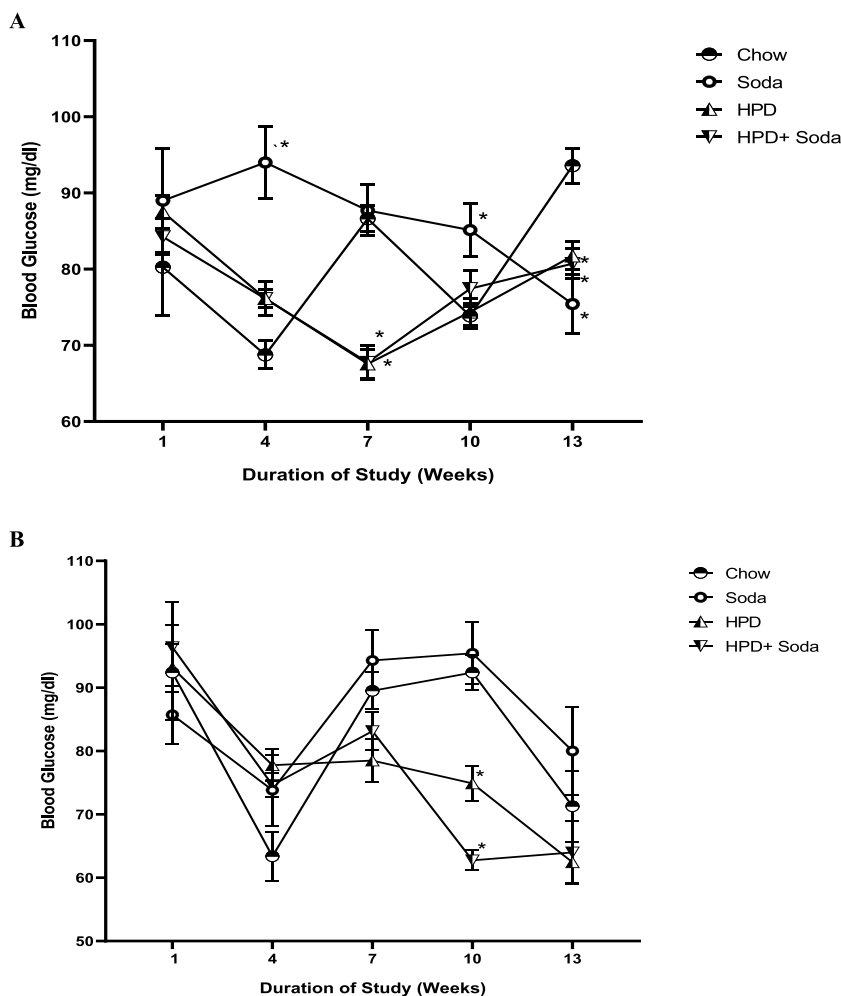 A
110
100
90
80
70
60
Blood Glucose (mg/dl)
`*
*
*
*
*
*
*
1 4 7 10 13
Duration of Study (Weeks)
Chow
Soda
HPD
HPD+ Soda
B
110
100
90
80
70
60
50
Blood Glucose (mg/dl)
*
*
1 4 7 10 13
Duration of Study (Weeks)
Chow
Soda
HPD
HPD+ Soda